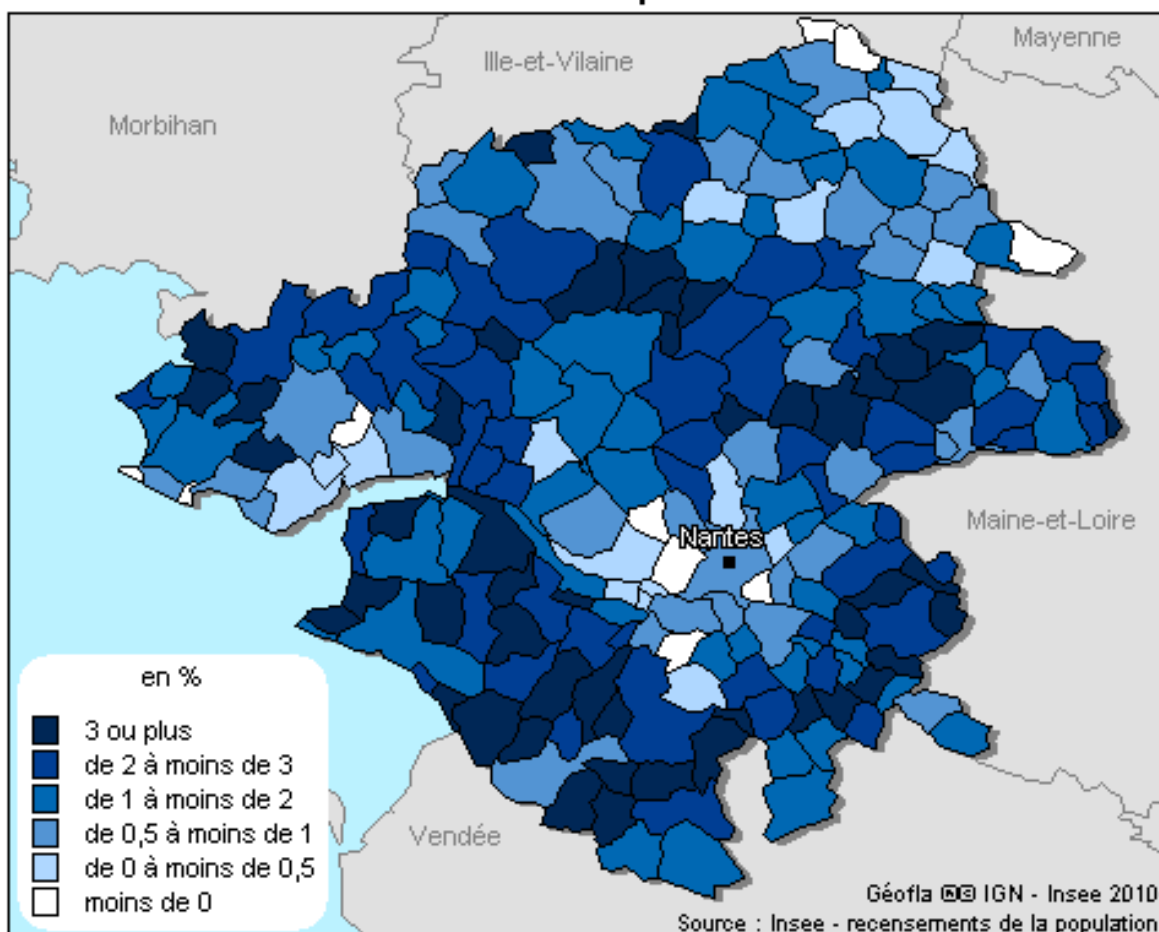 Mayenne
Ille-et-Vilaine
Morbihan
Maine-et-Loire
Nantes
en %
3 ou plus
de 2 à moins de 3
de 1 à moins de 2
de 0,5 à moins de 1
de 0 à moins de 0,5
moins de 0
Vendée
Géofla IGN - Insee 2010
Source : Insee - recensements de la population